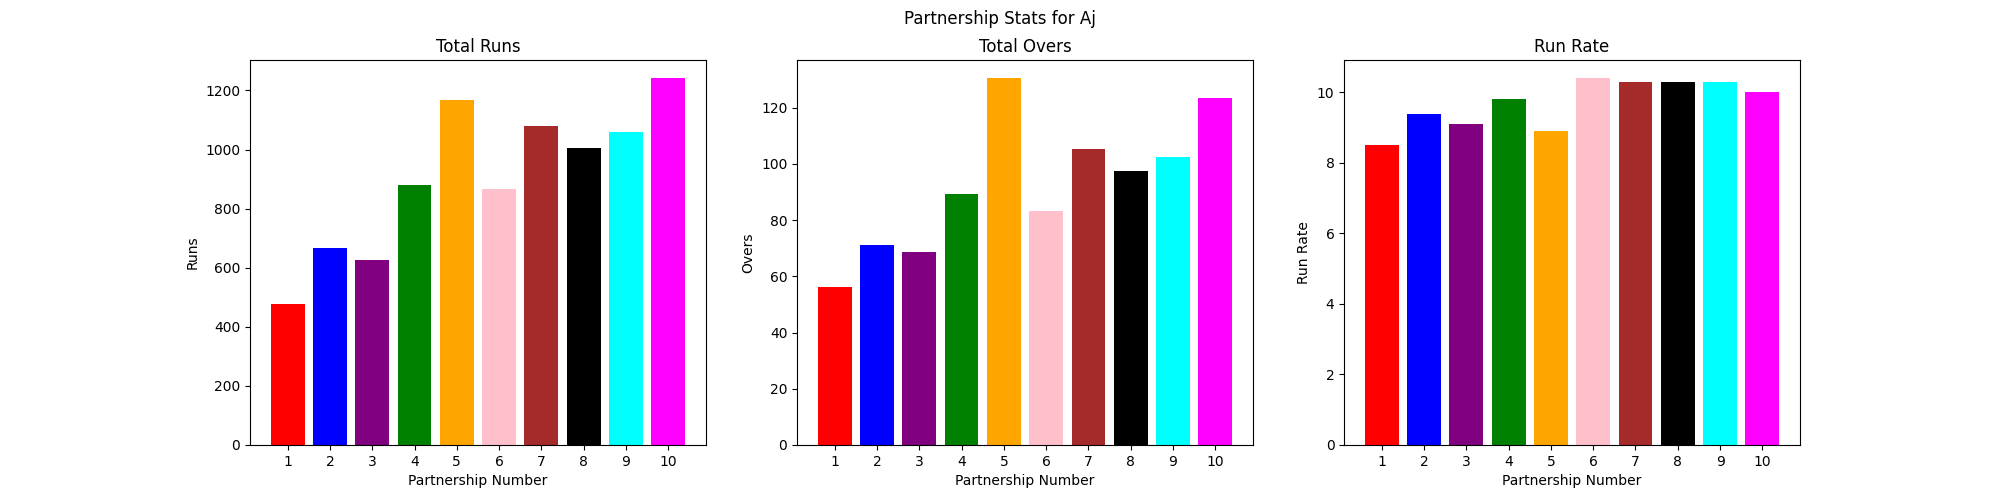 Partnership Stats for Aj
Total Runs
Runs
0
200
400
600
800
1000
1200
1 2 3 4 5 6 7 8 9 10
Partnership Number
Total Overs
Overs
0
20
40
60
80
100
120
1 2 3 4 5 6 7 8 9 10
Partnership Number
Run Rate
Run Rate
0
2
4
6
8
10
1 2 3 4 5 6 7 8 9 10
Partnership Number